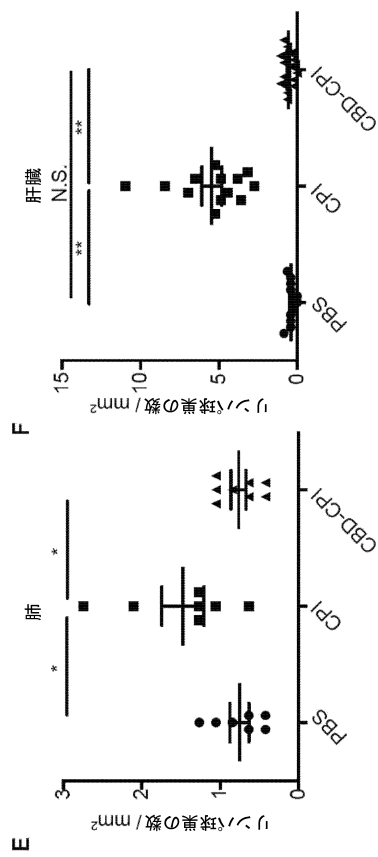 E
肺
*
*
リンパ球巣の数 / mm²
3
2
1
0
PBS
CPI
CBD-CPI
F
肝臓
N.S.
**
**
リンパ球巣の数 / mm²
15
10
5
0
PBS
CPI
CBD-CPI